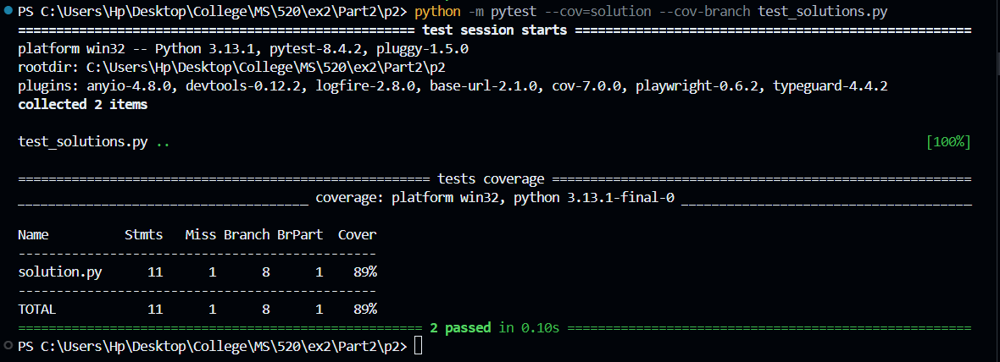 PS C:\Users\Hp\Desktop\College\MS\520\ex2\Part2\p2> python -m pytest --cov=solution --cov-branch test_solutions.py
================================================== test session starts ==================================================
platform win32 -- Python 3.13.1, pytest-8.4.2, pluggy-1.5.0
rootdir: C:\Users\Hp\Desktop\College\MS\520\ex2\Part2\p2
plugins: anyio-4.8.0, devtools-0.12.2, logfire-2.8.0, base-url-2.1.0, cov-7.0.0, playwright-0.6.2, typeguard-4.4.2
collected 2 items
test_solutions.py .. [100%]
==================================================== tests coverage ====================================================
____________________________________ coverage: platform win32, python 3.13.1-final-0 ____________________________________
Name Stmts Miss Branch BrPart Cover
-----------------------------------------------
solution.py 11 1 8 1 89%
-----------------------------------------------
TOTAL 11 1 8 1 89%
=================================================== 2 passed in 0.10s ===================================================
PS C:\Users\Hp\Desktop\College\MS\520\ex2\Part2\p2>